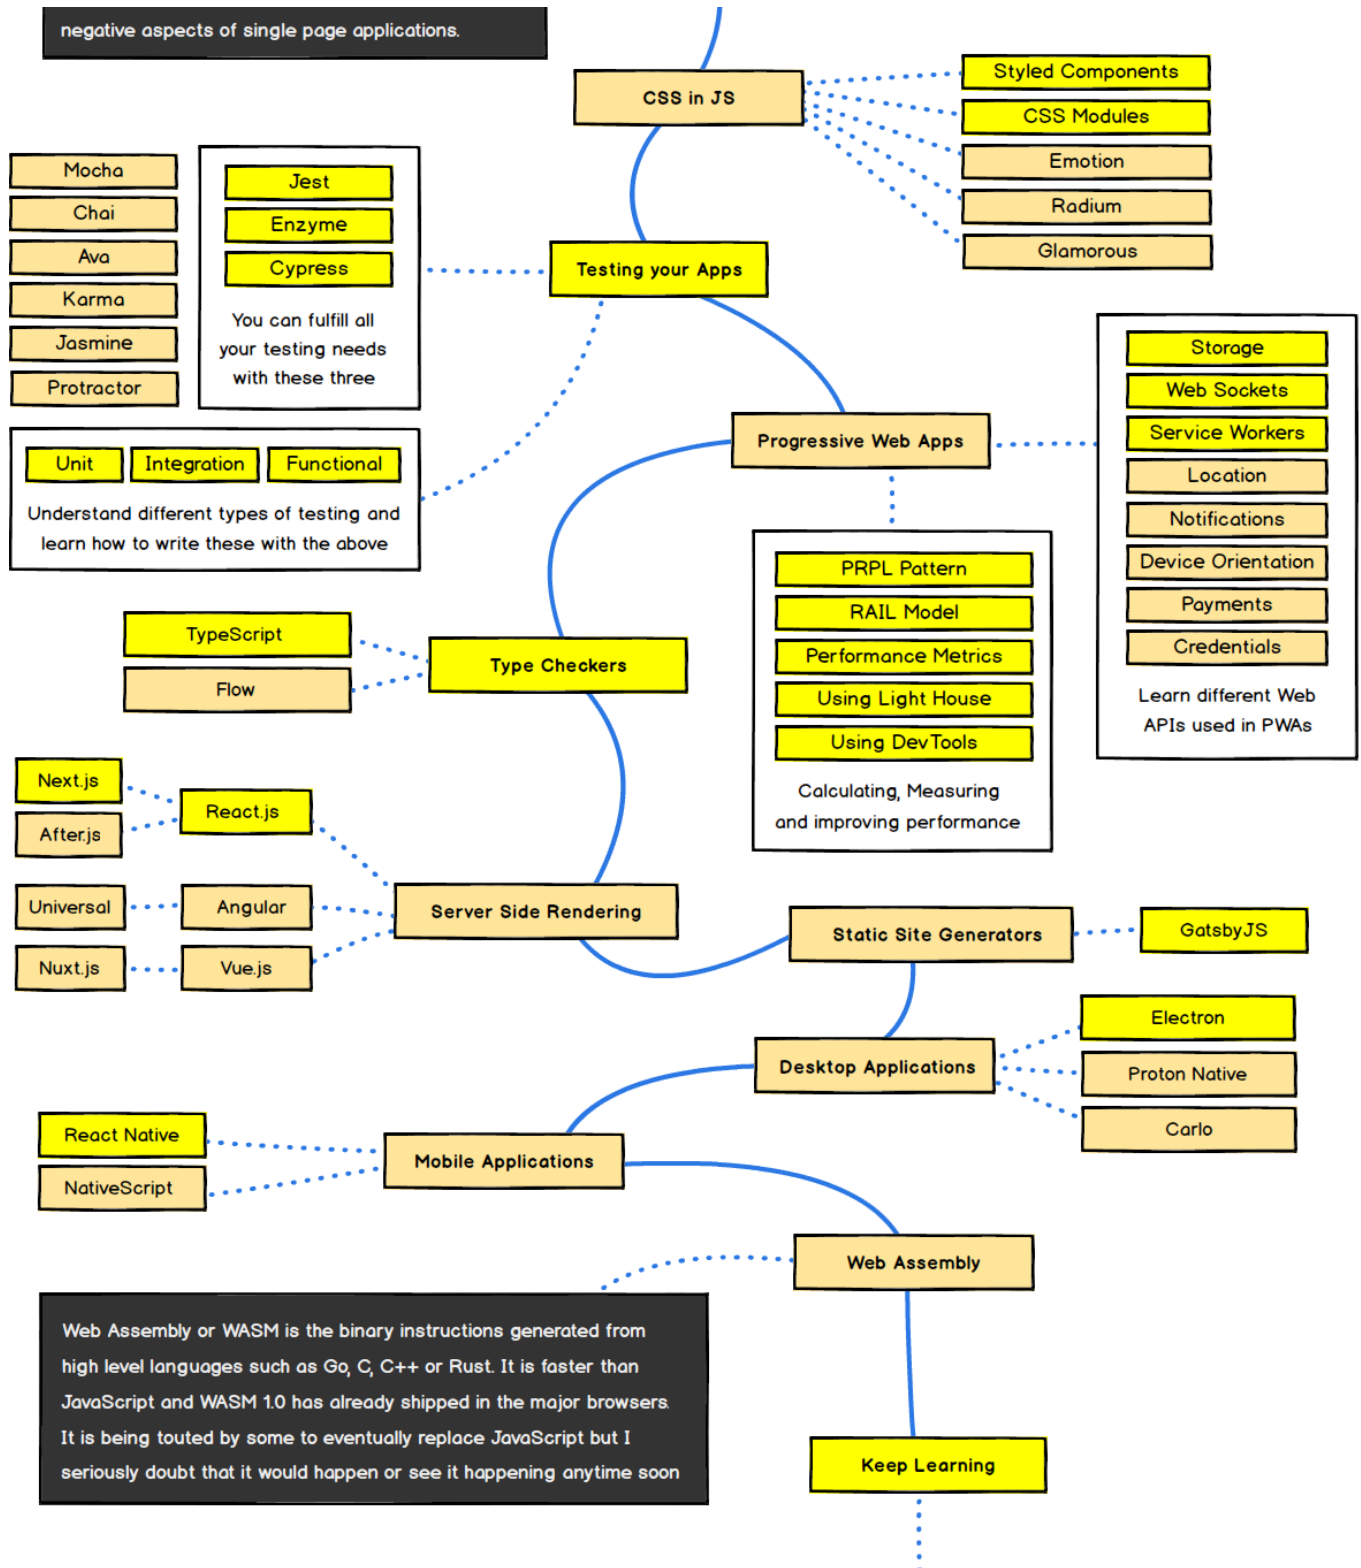 negative aspects of single page applications.
CSS in JS
Styled Components
CSS Modules
Emotion
Radium
Glamorous
Mocha
Chai
Ava
Karma
Jasmine
Protractor
Jest
Enzyme
Cypress
You can fulfill all
your testing needs
with these three
Testing your Apps
Unit
Integration
Functional
Understand different types of testing and
learn how to write these with the above
Progressive Web Apps
Storage
Web Sockets
Service Workers
Location
Notifications
Device Orientation
Payments
Credentials
Learn different Web
APIs used in PWAs
PRPL Pattern
RAIL Model
Performance Metrics
Using Light House
Using DevTools
Calculating, Measuring
and improving performance
TypeScript
Flow
Type Checkers
Next.js
After.js
React.js
Universal
Angular
Nuxt.js
Vue.js
Server Side Rendering
Static Site Generators
GatsbyJS
Desktop Applications
Electron
Proton Native
Carlo
React Native
NativeScript
Mobile Applications
Web Assembly
Web Assembly or WASM is the binary instructions generated from
high level languages such as Go, C, C++ or Rust. It is faster than
JavaScript and WASM 1.0 has already shipped in the major browsers.
It is being touted by some to eventually replace JavaScript but I
seriously doubt that it would happen or see it happening anytime soon
Keep Learning